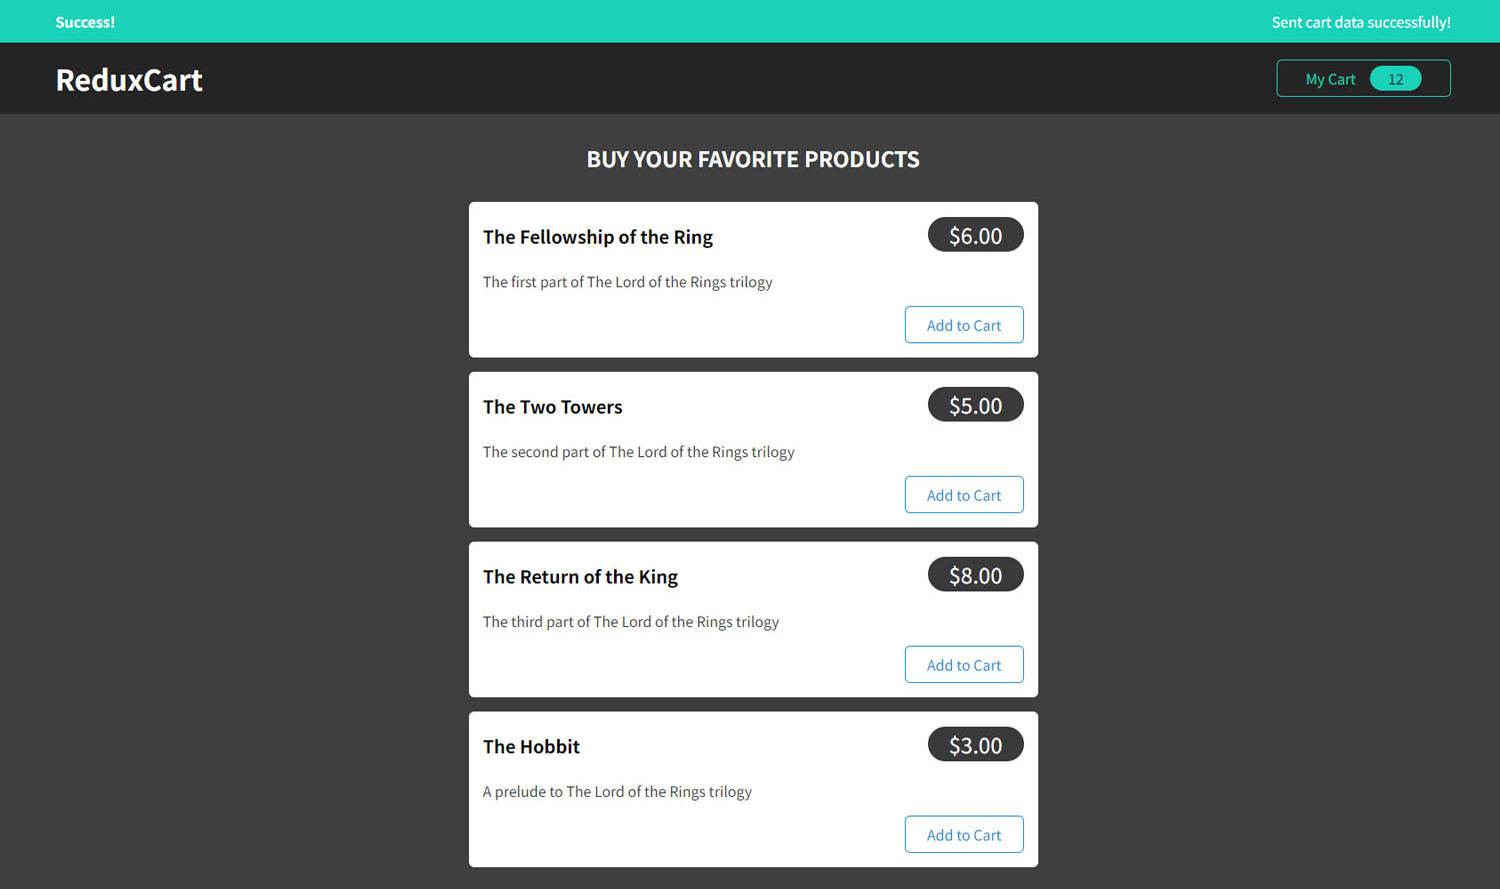 Success!
Sent cart data successfully!
ReduxCart
My Cart 12
BUY YOUR FAVORITE PRODUCTS
The Fellowship of the Ring
$6.00
The first part of The Lord of the Rings trilogy
Add to Cart
The Two Towers
$5.00
The second part of The Lord of the Rings trilogy
Add to Cart
The Return of the King
$8.00
The third part of The Lord of the Rings trilogy
Add to Cart
The Hobbit
$3.00
A prelude to The Lord of the Rings trilogy
Add to Cart